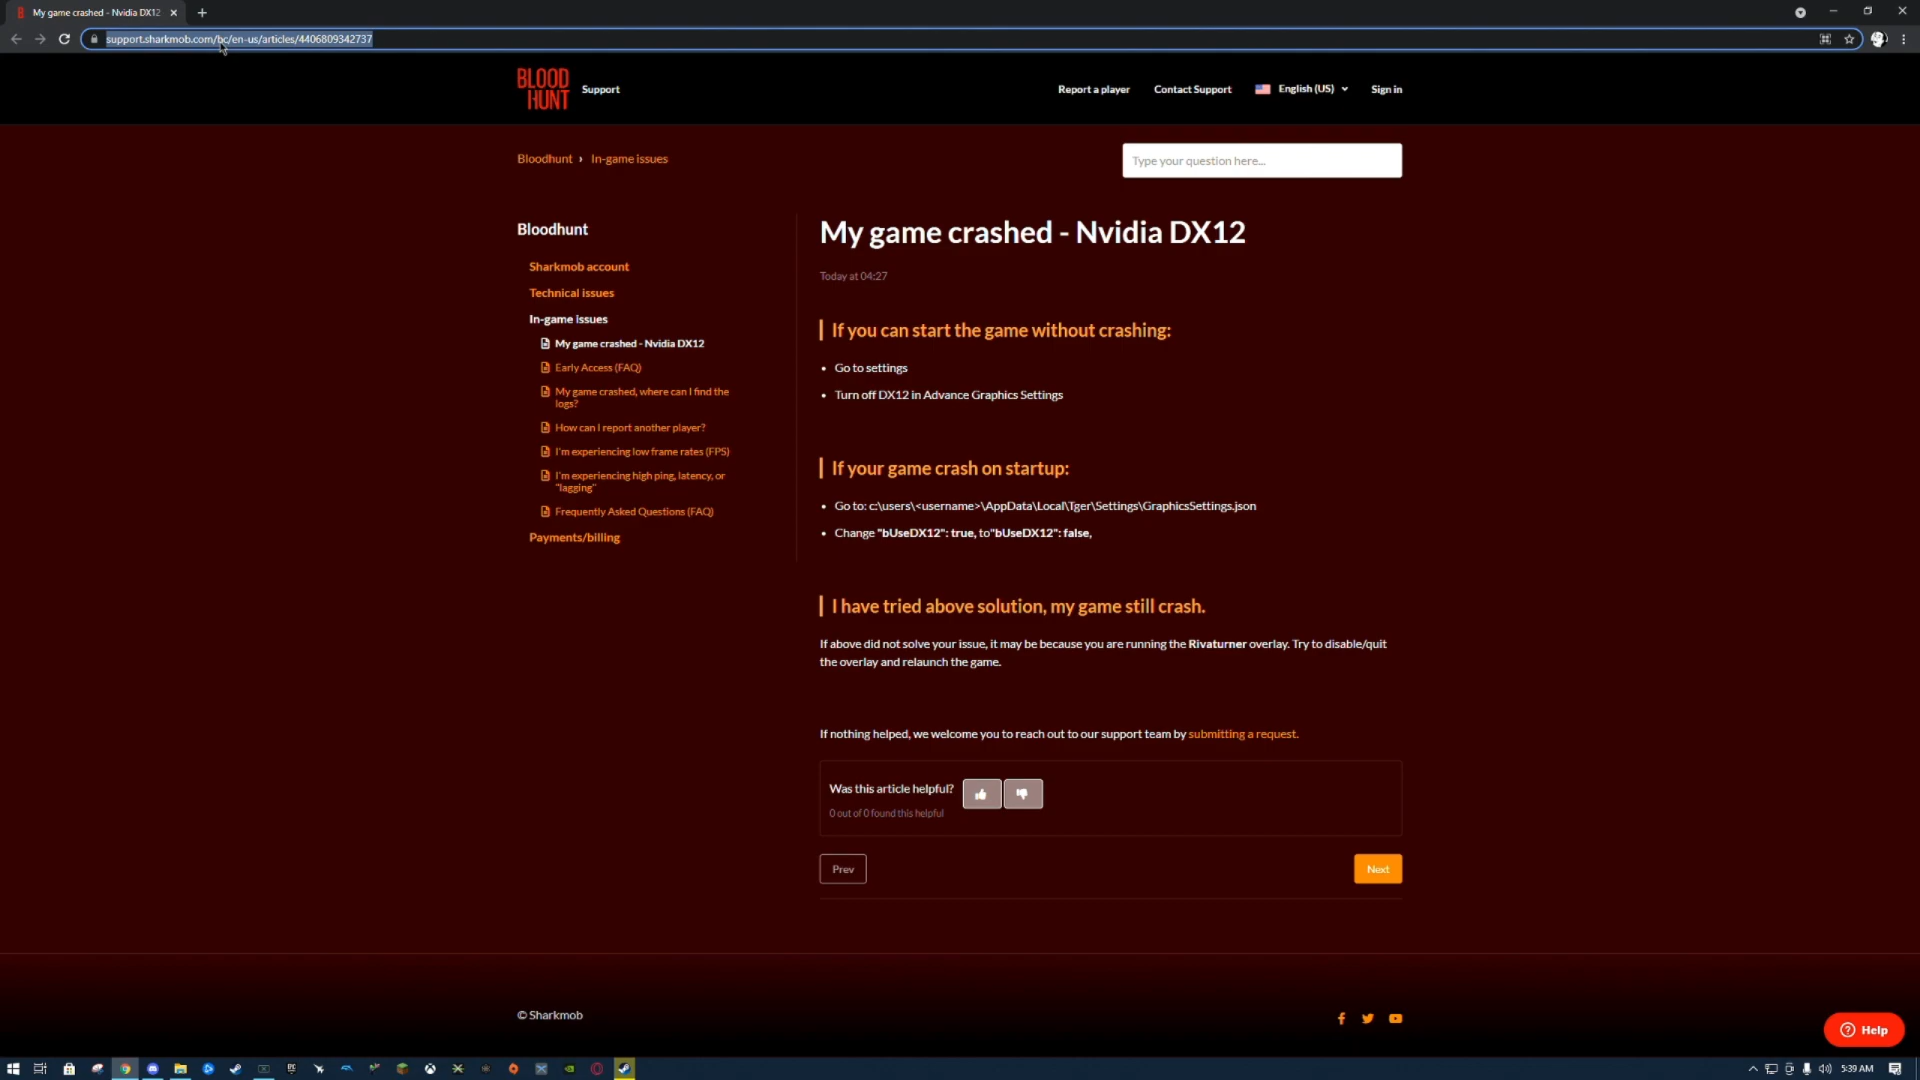 My game crashed - Nvidia DX12
support.sharkmob.com/bc/en-us/articles/4406809342737
BLOOD
HUNT
Support
Report a player
Contact Support
English (US)
Sign in
Bloodhunt › In-game issues
Type your question here...
Bloodhunt
Sharkmob account
Technical issues
In-game issues
My game crashed - Nvidia DX12
Early Access (FAQ)
My game crashed, where can I find the
logs?
How can I report another player?
I'm experiencing low frame rates (FPS)
I'm experiencing high ping, latency, or
"lagging"
Frequently Asked Questions (FAQ)
Payments/billing
My game crashed - Nvidia DX12
Today at 04:27
If you can start the game without crashing:
• Go to settings
• Turn off DX12 in Advance Graphics Settings
If your game crash on startup:
• Go to: c:\users\<username>\AppData\Local\Tger\Settings\GraphicsSettings.json
• Change "bUseDX12": true, to"bUseDX12": false,
I have tried above solution, my game still crash.
If above did not solve your issue, it may be because you are running the Rivaturner overlay. Try to disable/quit
the overlay and relaunch the game.
If nothing helped, we welcome you to reach out to our support team by submitting a request.
Was this article helpful?
0 out of 0 found this helpful
Prev
Next
© Sharkmob
Help
5:39 AM